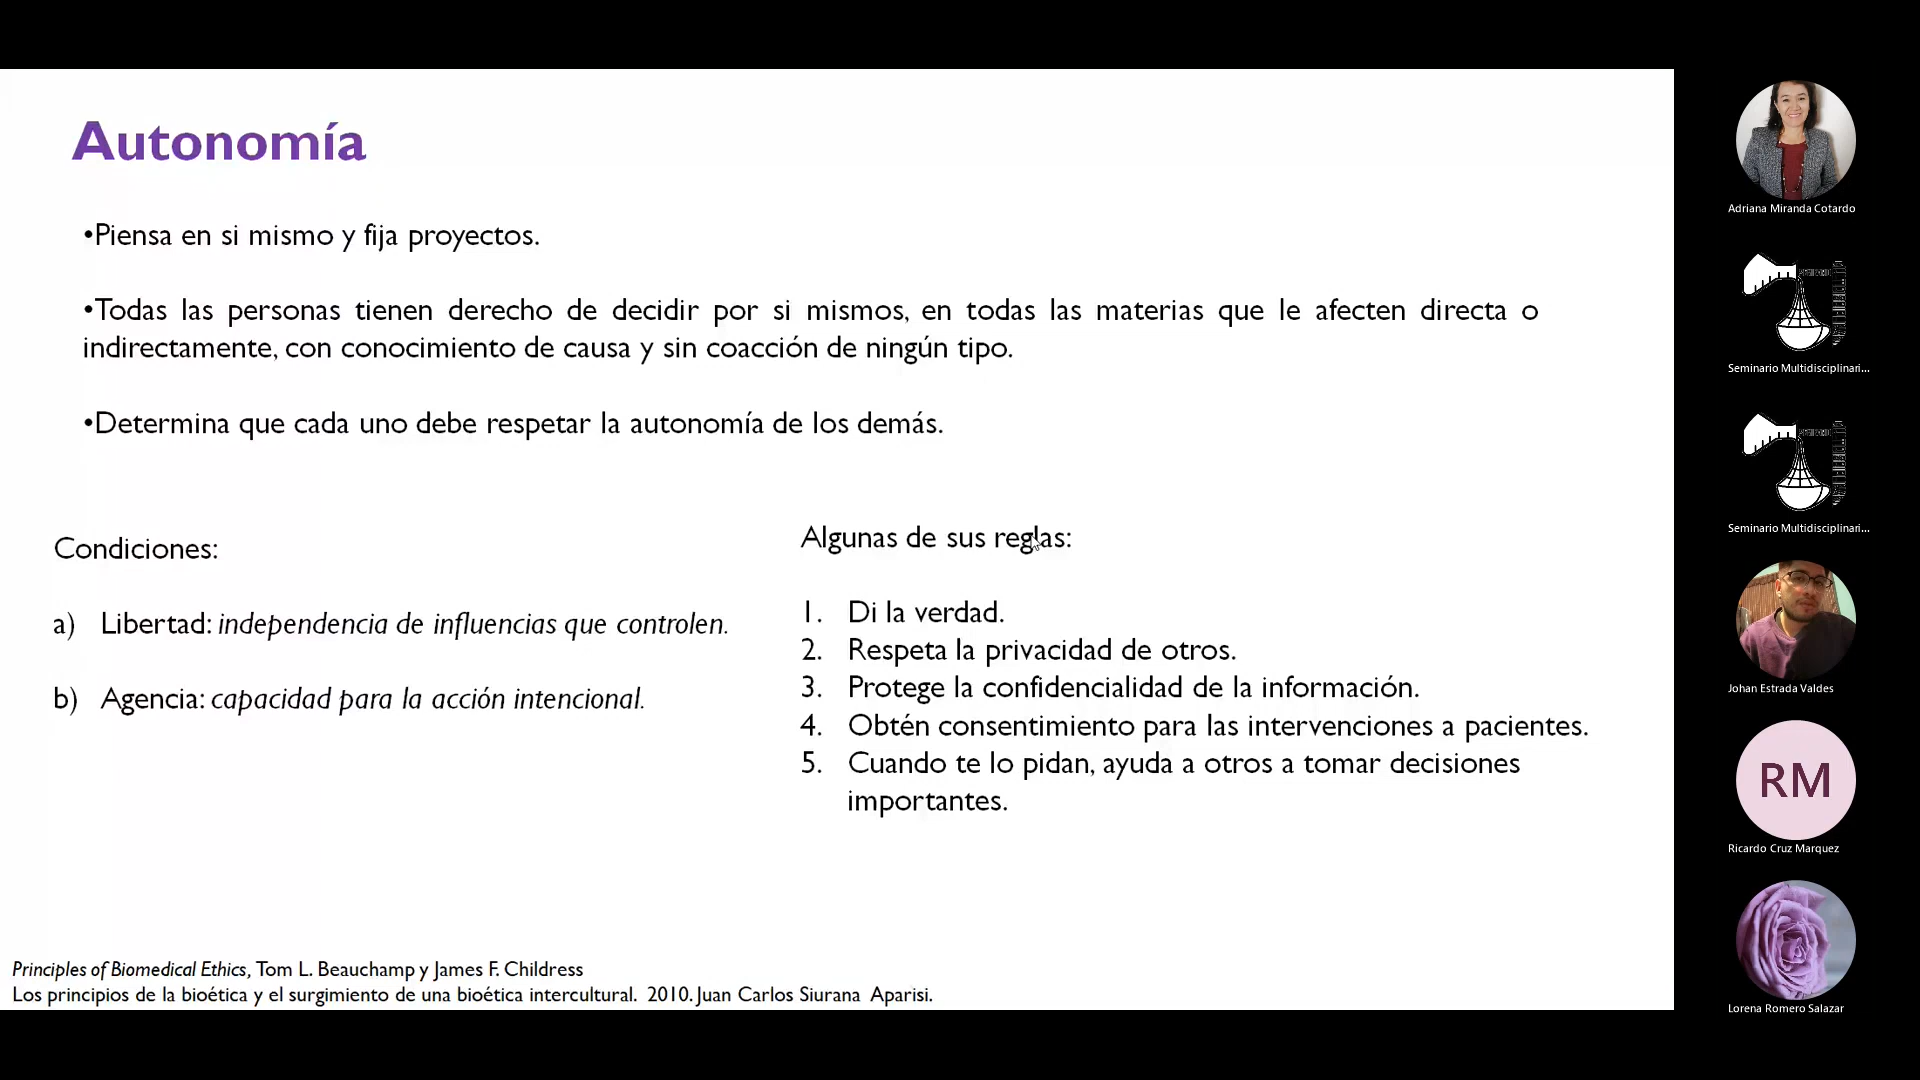 Autonomía
•Piensa en si mismo y fija proyectos.
•Todas las personas tienen derecho de decidir por si mismos, en todas las materias que le afecten directa o
indirectamente, con conocimiento de causa y sin coacción de ningún tipo.
•Determina que cada uno debe respetar la autonomía de los demás.
Condiciones:
a) Libertad: independencia de influencias que controlen.
b) Agencia: capacidad para la acción intencional.
Algunas de sus reglas:
1. Di la verdad.
2. Respeta la privacidad de otros.
3. Protege la confidencialidad de la información.
4. Obtén consentimiento para las intervenciones a pacientes.
5. Cuando te lo pidan, ayuda a otros a tomar decisiones
importantes.
Principles of Biomedical Ethics, Tom L. Beauchamp y James F. Childress
Los principios de la bioética y el surgimiento de una bioética intercultural. 2010. Juan Carlos Siurana Aparisi.
Adriana Miranda Cotardo
Seminario Multidisciplinari...
Seminario Multidisciplinari...
Johan Estrada Valdes
RM
Ricardo Cruz Marquez
Lorena Romero Salazar